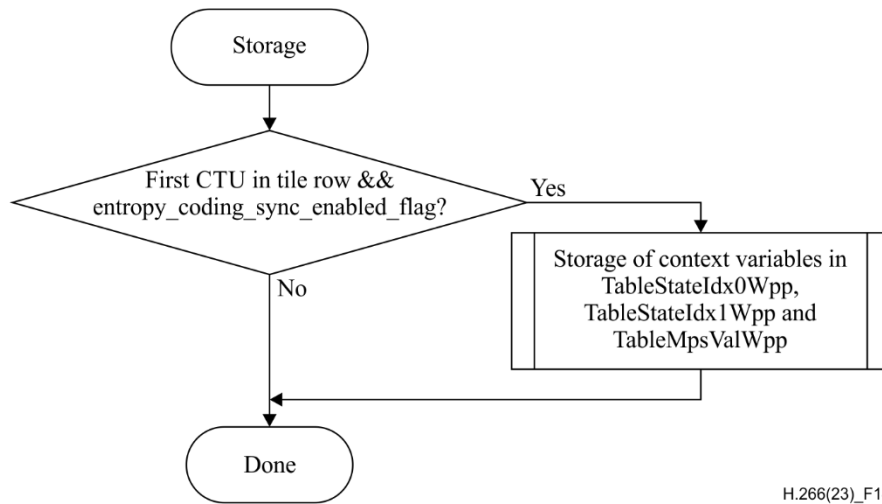 Storage
First CTU in tile row &&
entropy_coding_sync_enabled_flag?
Yes
Storage of context variables in
TableStateIdx0Wpp,
TableStateIdx1Wpp and
TableMpsValWpp
No
Done
H.266(23)_F1